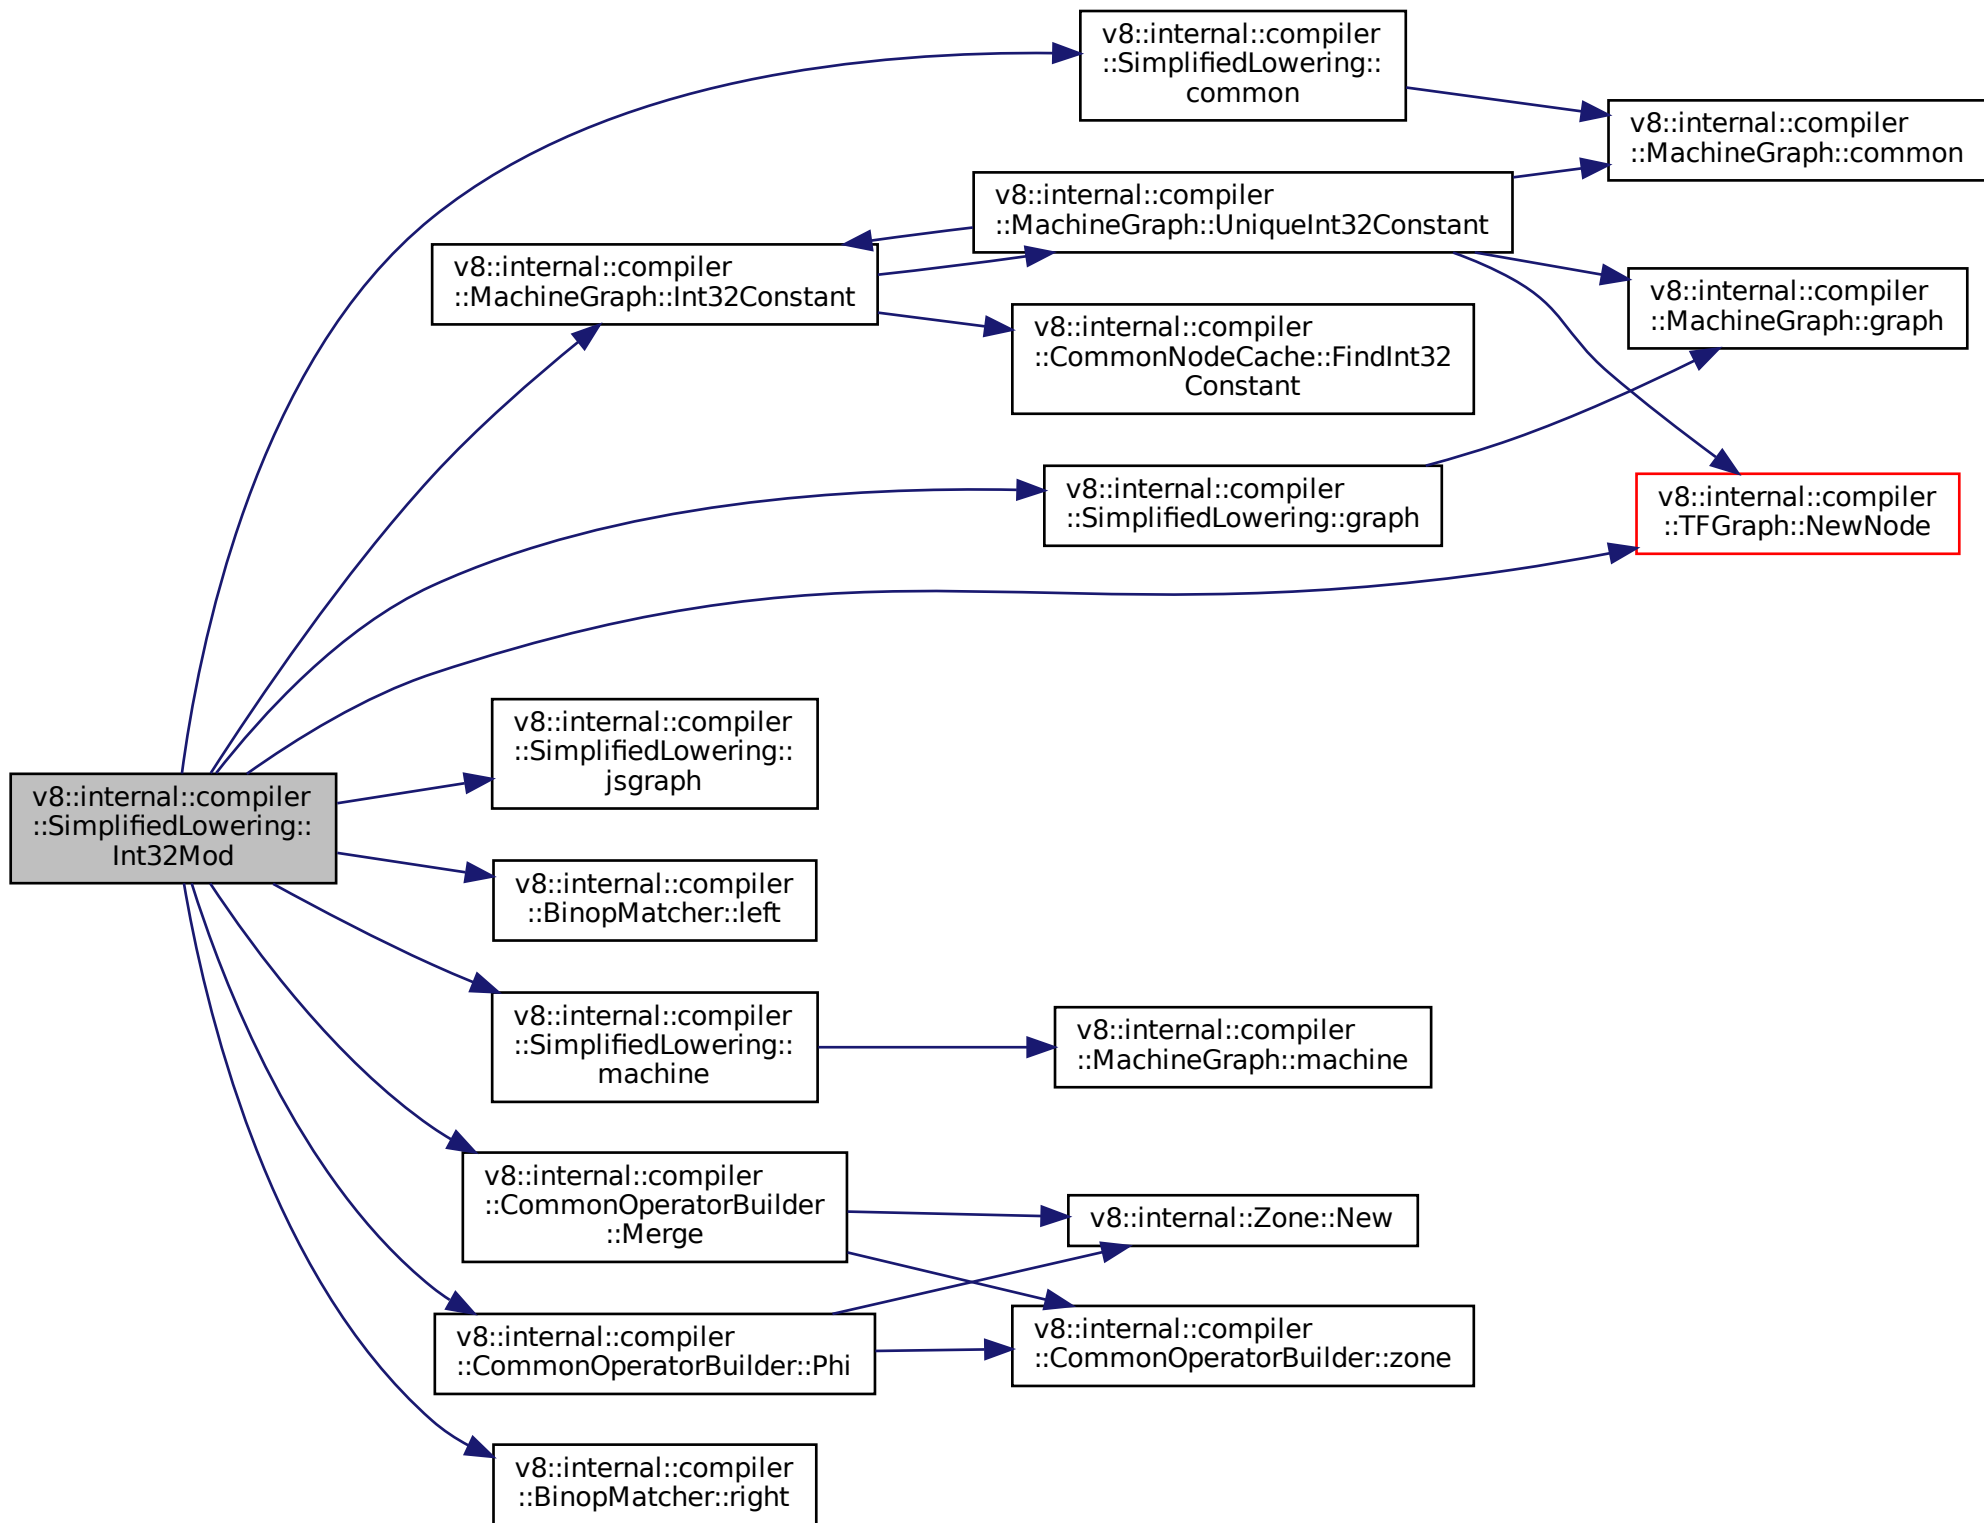 v8::internal::compiler
::SimplifiedLowering::
common
v8::internal::compiler
::MachineGraph::common
v8::internal::compiler
::MachineGraph::UniqueInt32Constant
v8::internal::compiler
::MachineGraph::Int32Constant
v8::internal::compiler
::MachineGraph::graph
v8::internal::compiler
::CommonNodeCache::FindInt32
Constant
v8::internal::compiler
::SimplifiedLowering::graph
v8::internal::compiler
::TFGraph::NewNode
v8::internal::compiler
::SimplifiedLowering::
jsgraph
v8::internal::compiler
::SimplifiedLowering::
Int32Mod
v8::internal::compiler
::BinopMatcher::left
v8::internal::compiler
::SimplifiedLowering::
machine
v8::internal::compiler
::MachineGraph::machine
v8::internal::compiler
::CommonOperatorBuilder
::Merge
v8::internal::Zone::New
v8::internal::compiler
::CommonOperatorBuilder::Phi
v8::internal::compiler
::CommonOperatorBuilder::zone
v8::internal::compiler
::BinopMatcher::right